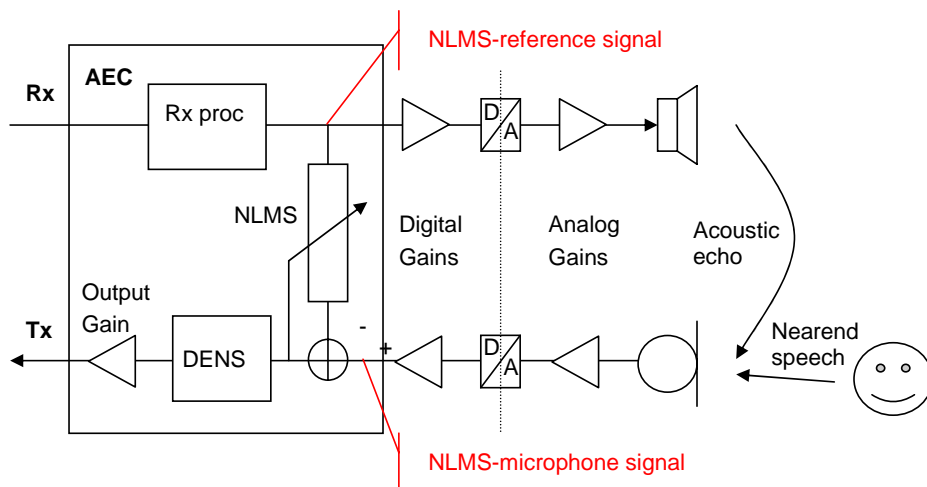 NLMS-reference signal
AEC
Rx
Rx proc
D
A
NLMS
Digital
Gains
Analog
Gains
Acoustic
echo
Output
Gain
Tx
DENS
-
+
D
A
Nearend
speech
NLMS-microphone signal